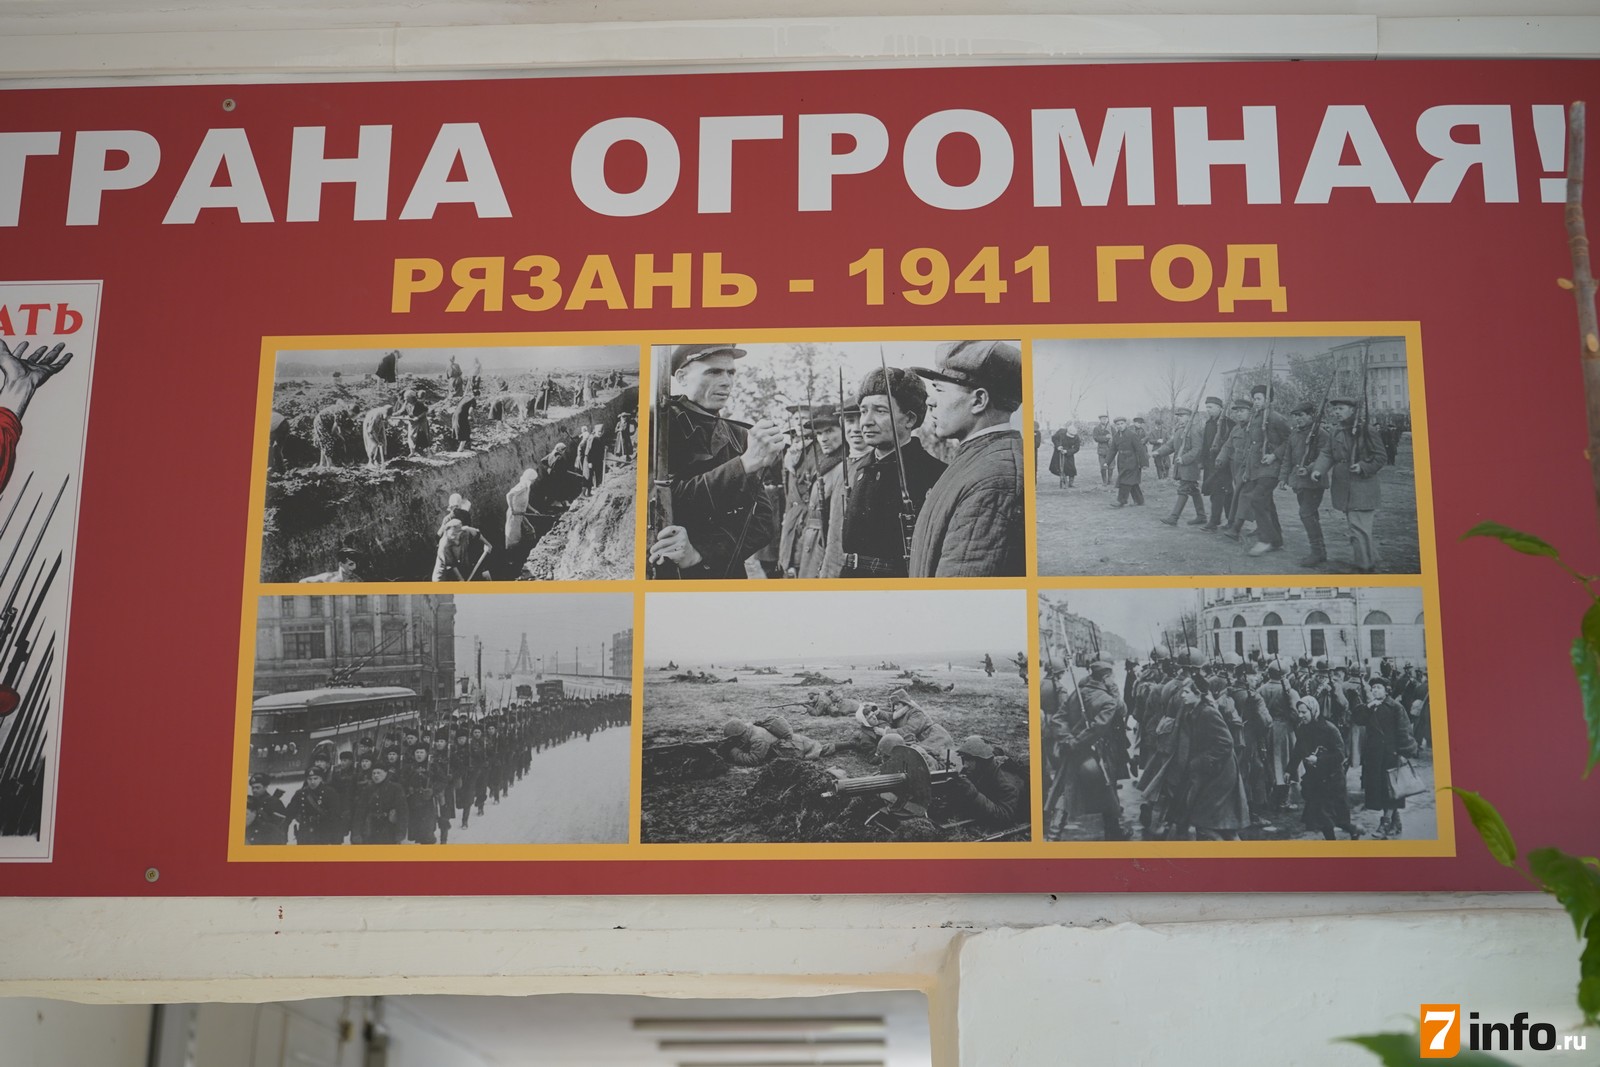 ТРАНА ОГРОМНАЯ!
РЯЗАНЬ - 1941 ГОД
АТЬ
7info.ru